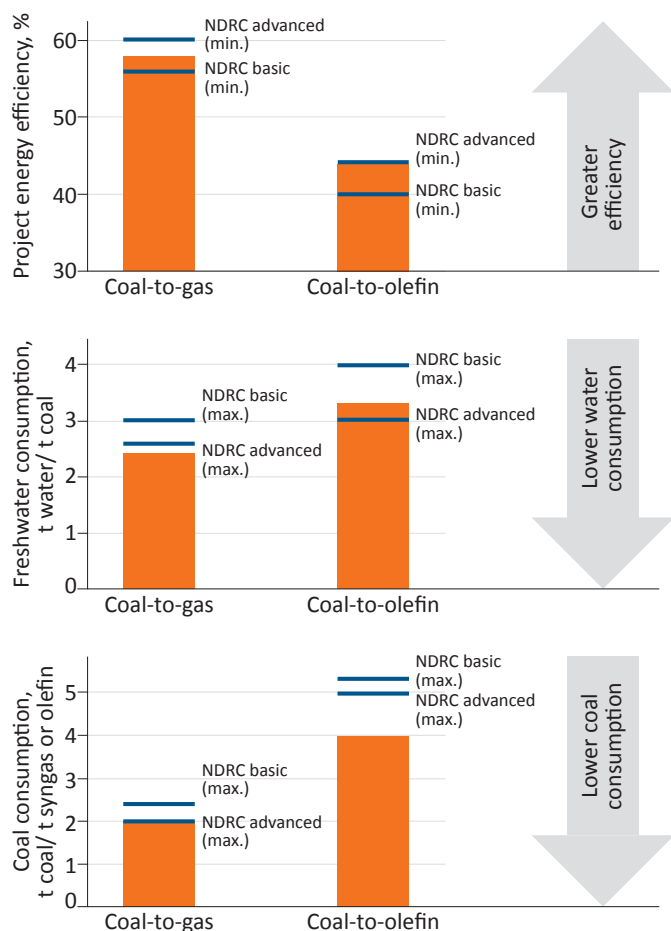 Project energy efficiency, %
60
50
40
30
NDRC advanced
(min.)
NDRC basic
(min.)
NDRC advanced
(min.)
NDRC basic
(min.)
Coal-to-gas
Coal-to-olefin
Greater
efficiency
Freshwater consumption,
t water/ t coal
4
3
2
1
0
NDRC basic
(max.)
NDRC advanced
(max.)
NDRC basic
(max.)
NDRC advanced
(max.)
Coal-to-gas
Coal-to-olefin
Lower water
consumption
Coal consumption,
t coal/ t syngas or olefin
5
4
3
2
1
0
NDRC basic
(max.)
NDRC advanced
(max.)
NDRC basic
(max.)
NDRC advanced
(max.)
Coal-to-gas
Coal-to-olefin
Lower coal
consumption